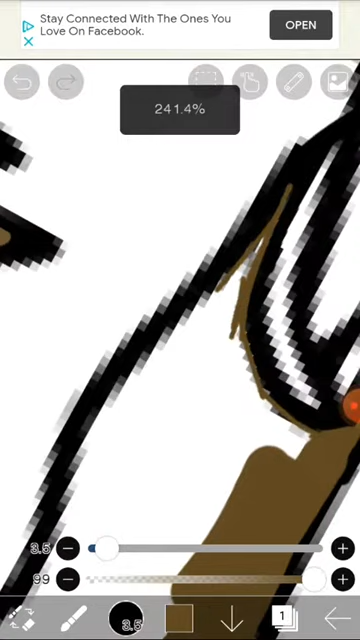 Stay Connected With The Ones You
Love On Facebook.
OPEN
241.4%
3.5
99
3.5
1